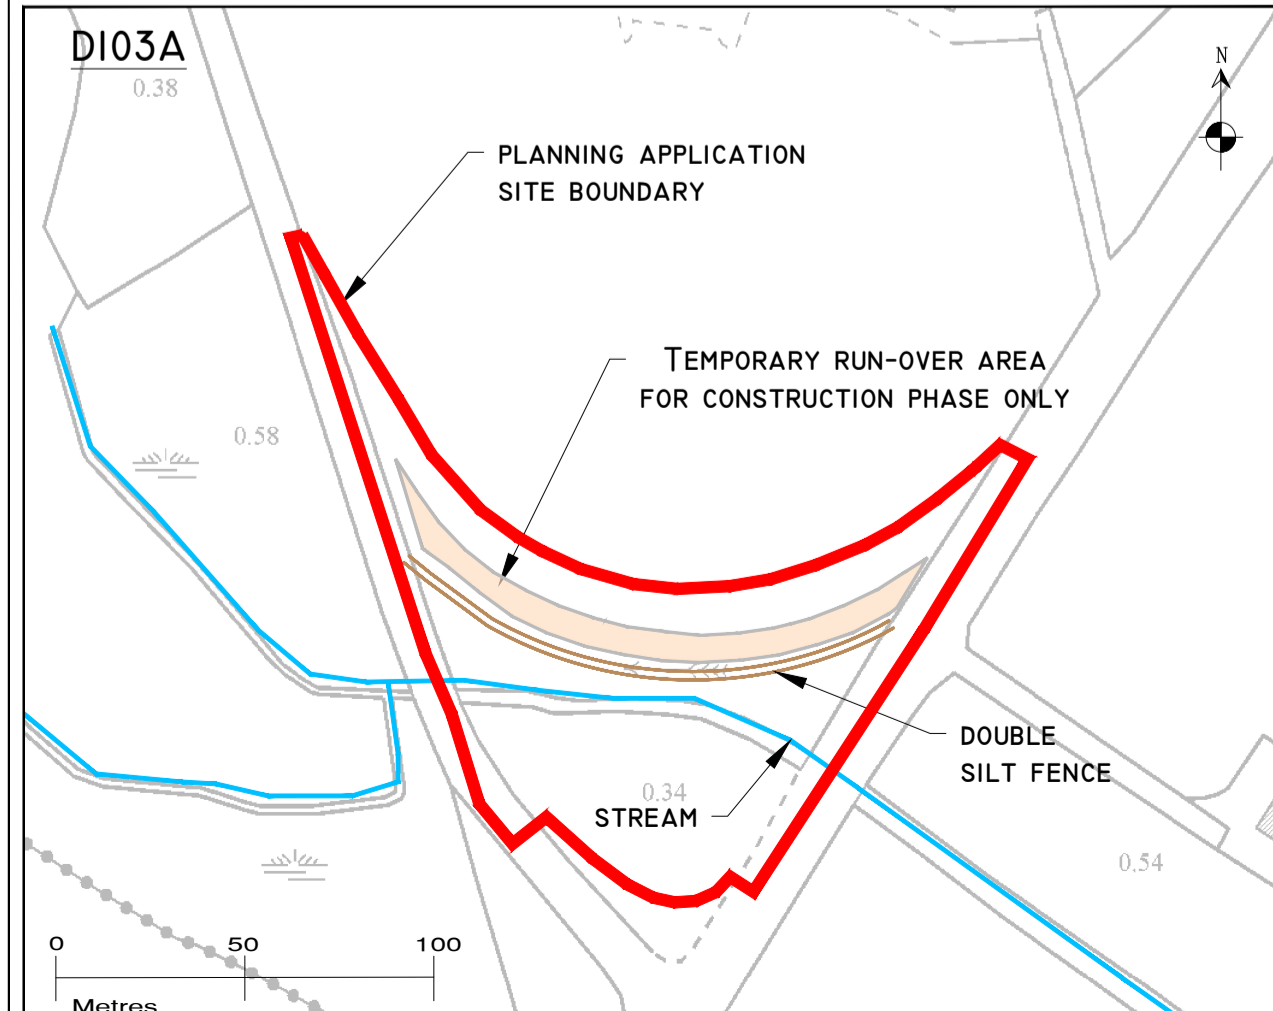 DI03A
0.38
N
PLANNING APPLICATION
SITE BOUNDARY
TEMPORARY RUN-OVER AREA
FOR CONSTRUCTION PHASE ONLY
0.58
DOUBLE
SILT FENCE
0.34
STREAM
0.54
0 50 100
Metres